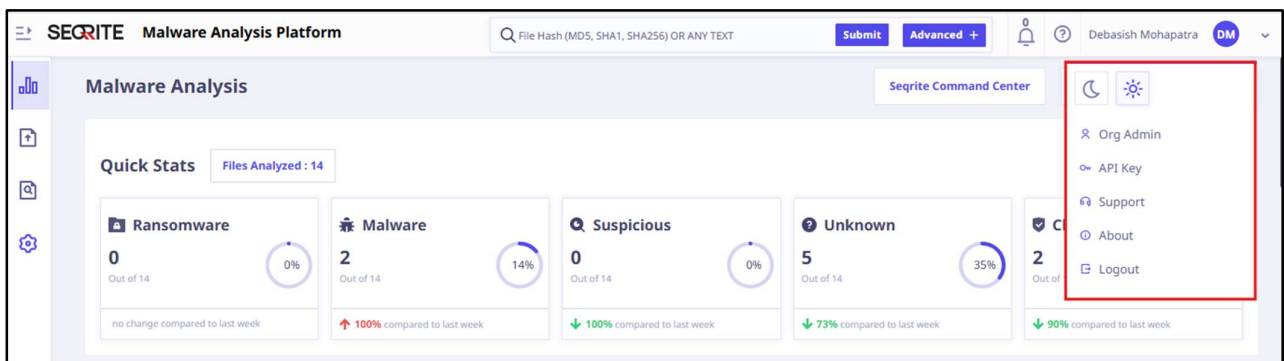 SEQRITE Malware Analysis Platform
File Hash (MD5, SHA1, SHA256) OR ANY TEXT
Submit
Advanced +
0
Debasish Mohapatra
DM
Malware Analysis
Seqrite Command Center
Org Admin
API Key
Support
About
Logout
Quick Stats
Files Analyzed : 14
Ransomware
0
Out of 14
0%
no change compared to last week
Malware
2
Out of 14
14%
100% compared to last week
Suspicious
0
Out of 14
0%
100% compared to last week
Unknown
5
Out of 14
35%
73% compared to last week
2
Out of
90% compared to last week